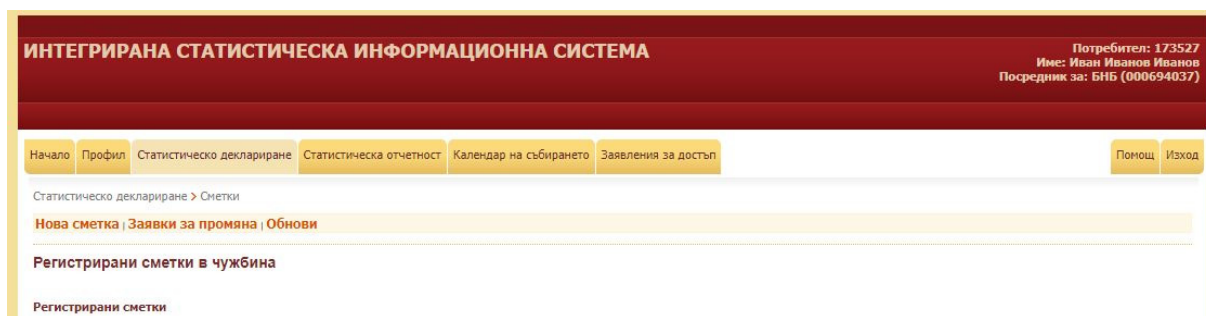 ИНТЕГРИРАНА СТАТИСТИЧЕСКА ИНФОРМАЦИОННА СИСТЕМА
Потребител: 173527
Име: Иван Иванов Иванов
Посредник за: БНБ (000694037)
Начало Профил Статистическо деклариране Статистическа отчетност Календар на събирането Заявления за достъп Помощ Изход
Статистическо деклариране > Сметки
Нова сметка | Заявки за промяна | Обнови
Регистрирани сметки в чужбина
Регистрирани сметки